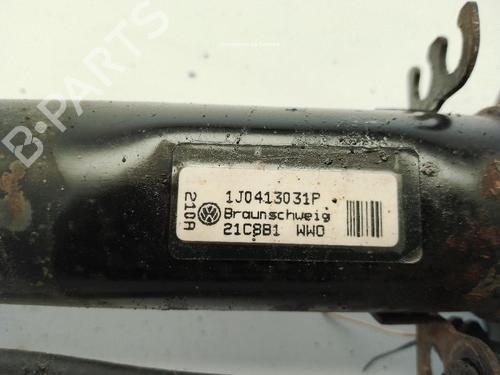 1J0413031P
Braunschweig
21C8B1 WWO
210A
B-PARTS